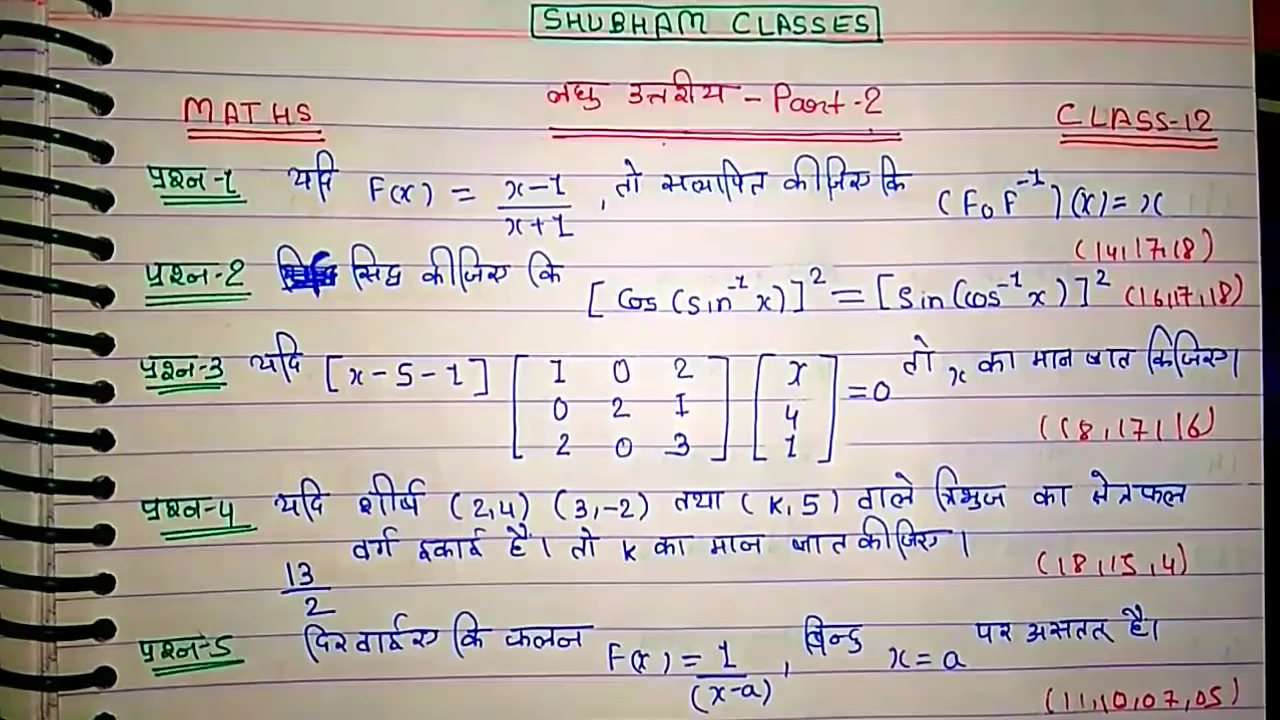 SHUBHAM CLASSES
MATHS लघु उत्तरीय - Part-2 CLASS-12
प्रश्न-1 यदि F(x) = x-1/x+1 , तो सत्यापित कीजिए कि (FoF⁻¹)(x)=x
(14,17,18)
प्रश्न-2 सिद्ध कीजिए कि [Cos(sin⁻¹x)]² = [sin(cos⁻¹x)]² (16,17,18)
प्रश्न-3 यदि [x-5-1] [1 0 2 / 0 2 1 / 2 0 3] [x / 4 / 1] =0 तो x का मान ज्ञात किजिए।
(18,17,16)
प्रश्न-4 यदि शीर्ष (2,4) (3,-2) तथा (K,5) वाले त्रिभुज का क्षेत्रफल
13/2 वर्ग इकाई है। तो K का मान ज्ञात कीजिए।
(18,15,4)
प्रश्न-5 दिखाईए कि फलन F(x) = 1/(x-a) , बिन्दु x=a पर असतत् है।
(11,10,07,05)